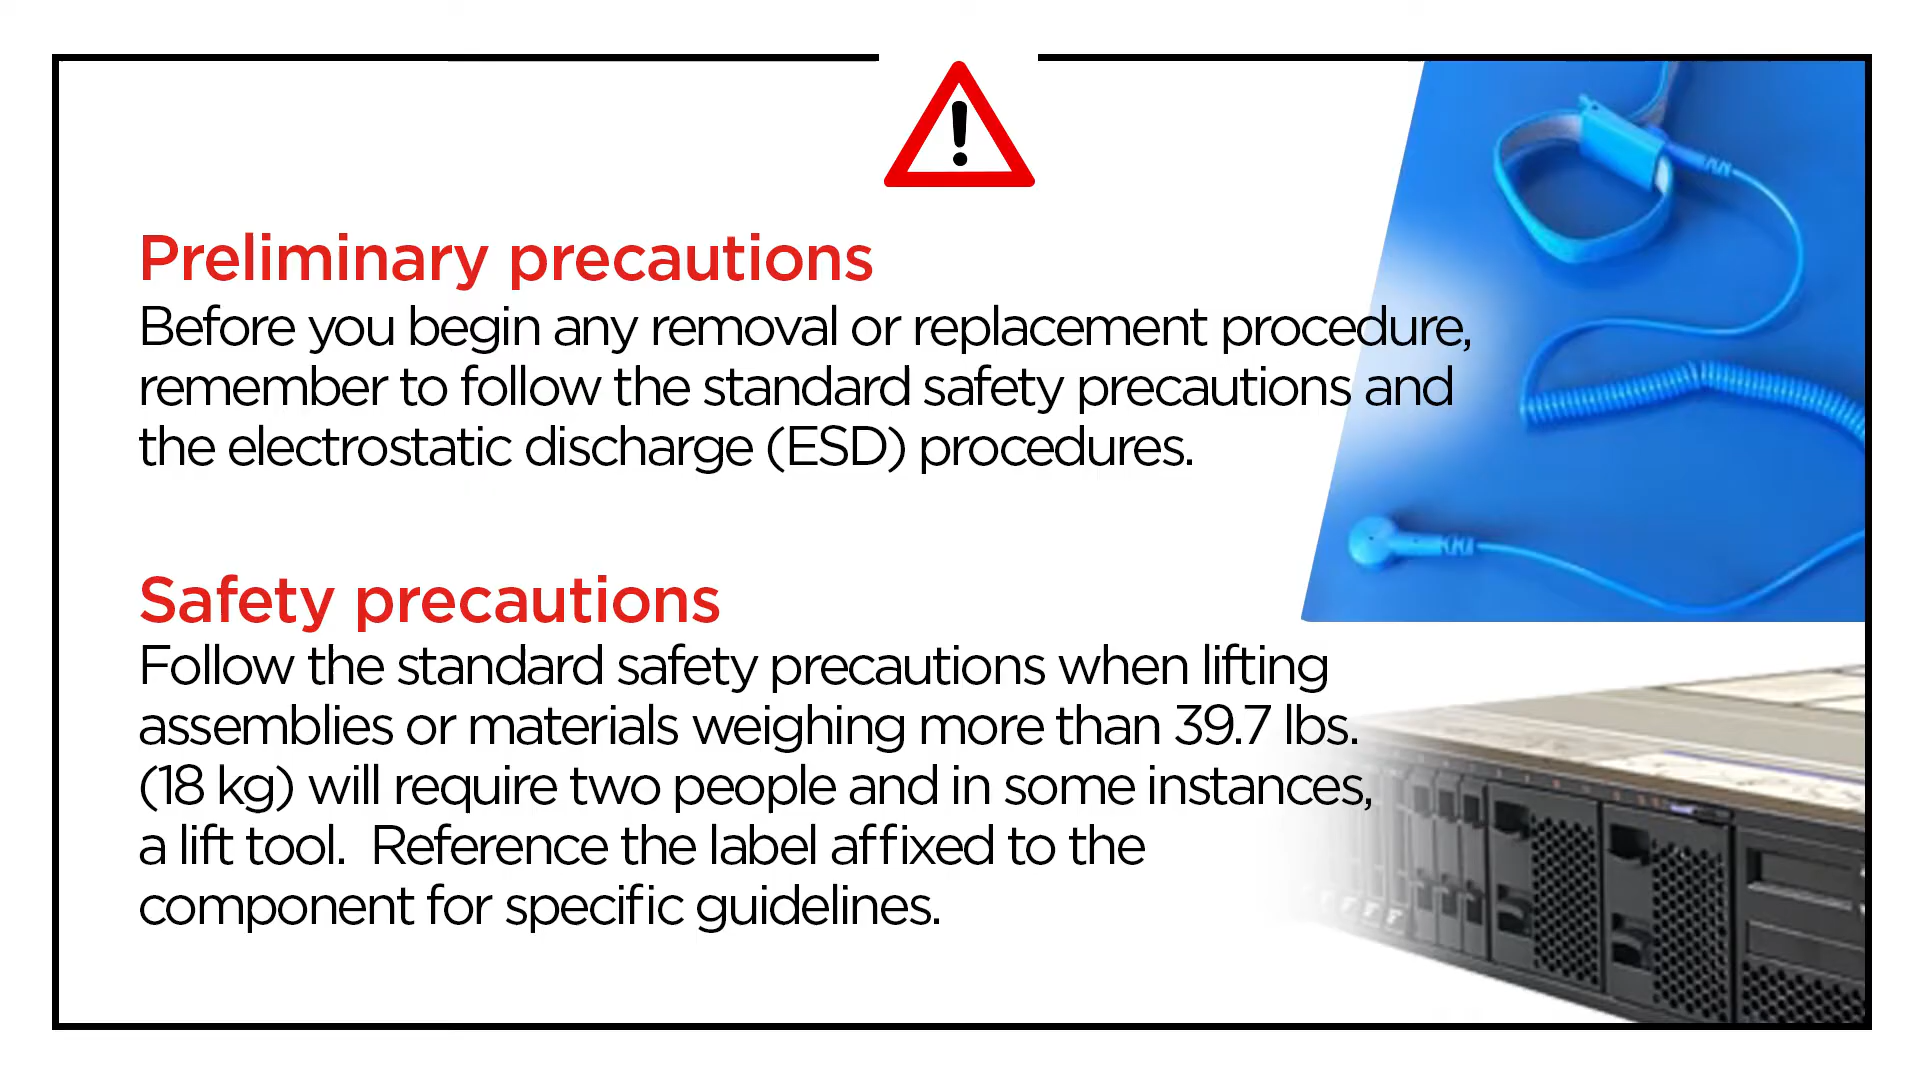 Preliminary precautions
Before you begin any removal or replacement procedure,
remember to follow the standard safety precautions and
the electrostatic discharge (ESD) procedures.
Safety precautions
Follow the standard safety precautions when lifting
assemblies or materials weighing more than 39.7 lbs.
(18 kg) will require two people and in some instances,
a lift tool.  Reference the label affixed to the
component for specific guidelines.